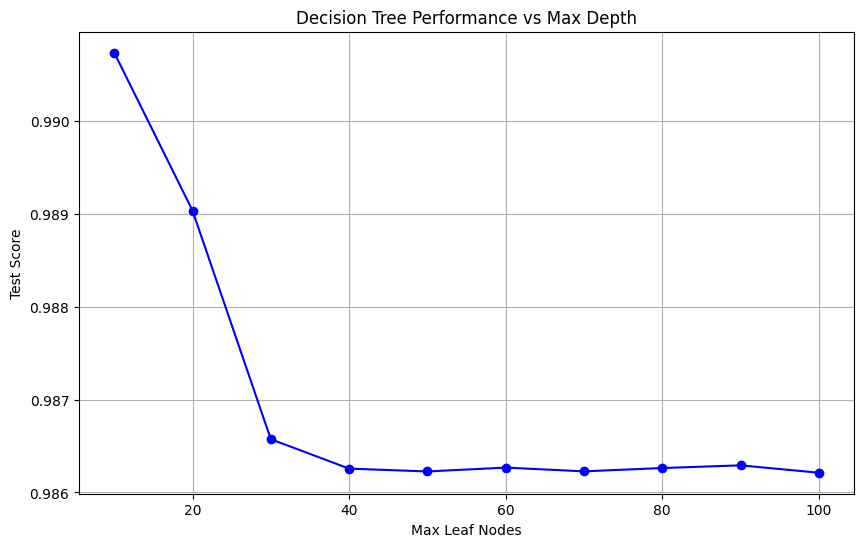 Decision Tree Performance vs Max Depth
Test Score
0.990
0.989
0.988
0.987
0.986
20 40 60 80 100
Max Leaf Nodes